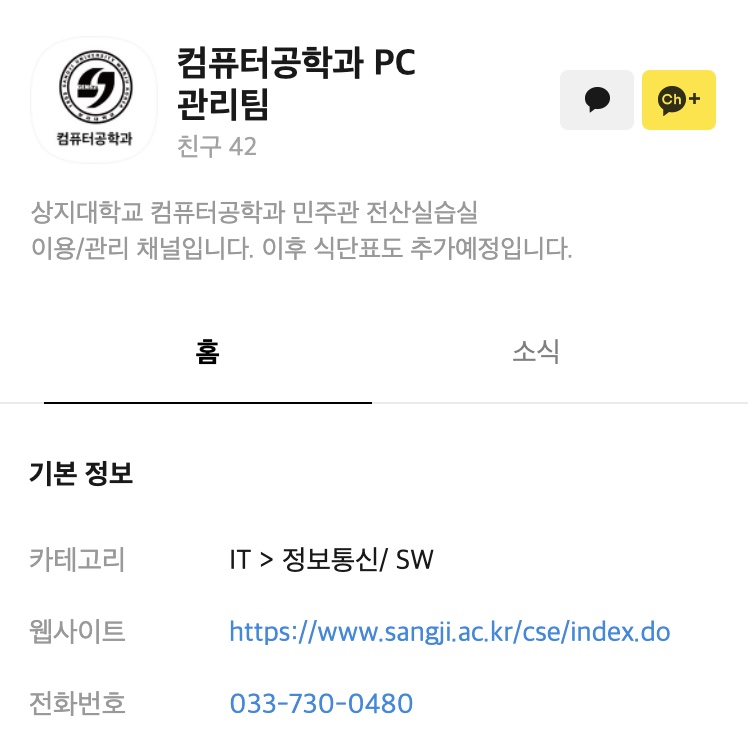 컴퓨터공학과
컴퓨터공학과 PC
관리팀
친구 42
Ch+
상지대학교 컴퓨터공학과 민주관 전산실습실
이용/관리 채널입니다. 이후 식단표도 추가예정입니다.
홈
소식
기본 정보
카테고리
IT > 정보통신/ SW
웹사이트
https://www.sangji.ac.kr/cse/index.do
전화번호
033-730-0480